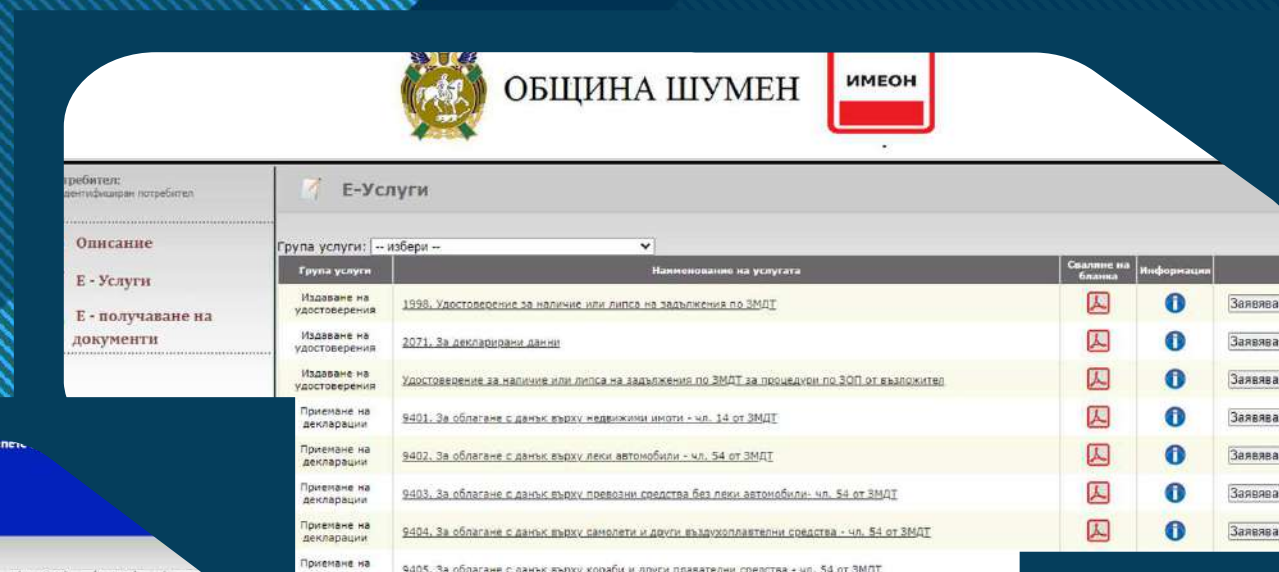 ОБЩИНА ШУМЕН
ИМЕОН
Е-Услуги
потребител
Описание
Е - Услуги
Е - получаване на
документи
Група услуги: -- избери --
Група услуги Наименование на услугата Сваляне на бланка Информация
Издаване на удостоверения 1998. Удостоверение за наличие или липса на задължения по ЗМДТ Заявява
Издаване на удостоверения 2071. За декларирани данни Заявява
Издаване на удостоверения Удостоверение за наличие или липса на задължения по ЗМДТ за процедури по ЗОП от възложител Заявява
Приемане на декларации 9401. За облагане с данък върху недвижими имоти - чл. 14 от ЗМДТ Заявява
Приемане на декларации 9402. За облагане с данък върху леки автомобили - чл. 54 от ЗМДТ Заявява
Приемане на декларации 9403. За облагане с данък върху превозни средства без леки автомобили- чл. 54 от ЗМДТ Заявява
Приемане на декларации 9404. За облагане с данък върху самолети и други въздухоплавтелни средства - чл. 54 от ЗМДТ Заявява
Приемане на 9405. За облагане с данък върху кораби и други плавателни средства - чл. 54 от ЗМДТ